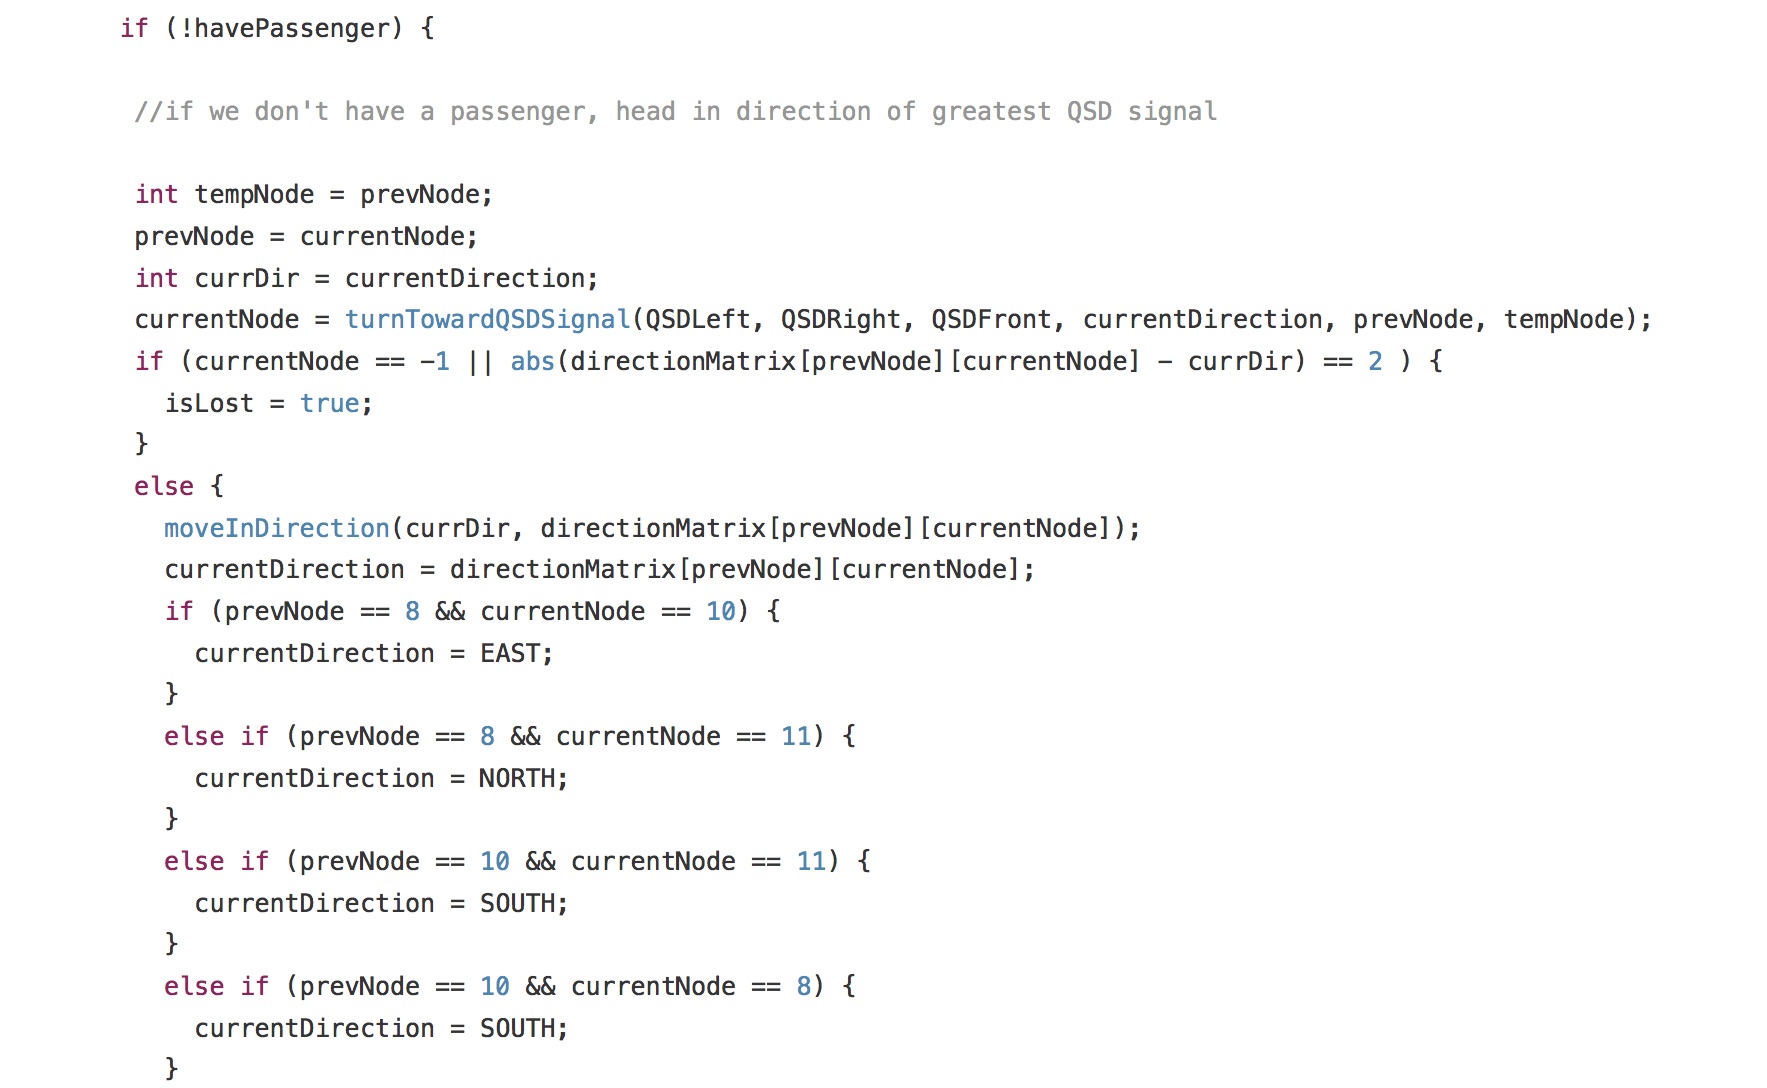 if (!havePassenger) {
//if we don't have a passenger, head in direction of greatest QSD signal
int tempNode = prevNode;
prevNode = currentNode;
int currDir = currentDirection;
currentNode = turnTowardQSDSignal(QSDLeft, QSDRight, QSDFront, currentDirection, prevNode, tempNode);
if (currentNode == -1 || abs(directionMatrix[prevNode][currentNode] - currDir) == 2 ) {
isLost = true;
}
else {
moveInDirection(currDir, directionMatrix[prevNode][currentNode]);
currentDirection = directionMatrix[prevNode][currentNode];
if (prevNode == 8 && currentNode == 10) {
currentDirection = EAST;
}
else if (prevNode == 8 && currentNode == 11) {
currentDirection = NORTH;
}
else if (prevNode == 10 && currentNode == 11) {
currentDirection = SOUTH;
}
else if (prevNode == 10 && currentNode == 8) {
currentDirection = SOUTH;
}